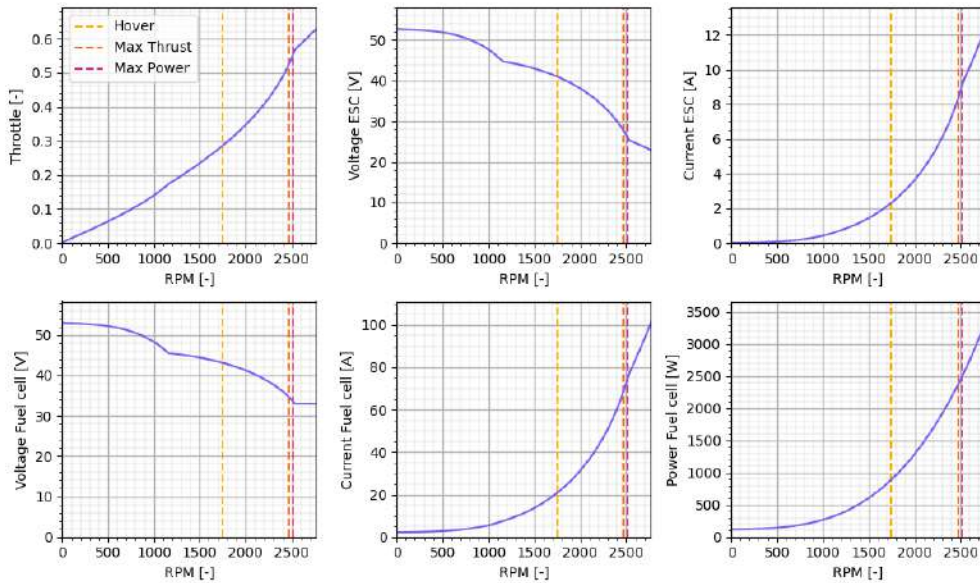 Throttle [-]
0.6
0.5
0.4
0.3
0.2
0.1
0.0
0 500 1000 1500 2000 2500
RPM [-]
Hover
Max Thrust
Max Power
Voltage ESC [V]
50
40
30
20
10
0
0 500 1000 1500 2000 2500
RPM [-]
Current ESC [A]
12
10
8
6
4
2
0
0 500 1000 1500 2000 2500
RPM [-]
Voltage Fuel cell [V]
50
40
30
20
10
0
0 500 1000 1500 2000 2500
RPM [-]
Current Fuel cell [A]
100
80
60
40
20
0
0 500 1000 1500 2000 2500
RPM [-]
Power Fuel cell [W]
3500
3000
2500
2000
1500
1000
500
0
0 500 1000 1500 2000 2500
RPM [-]